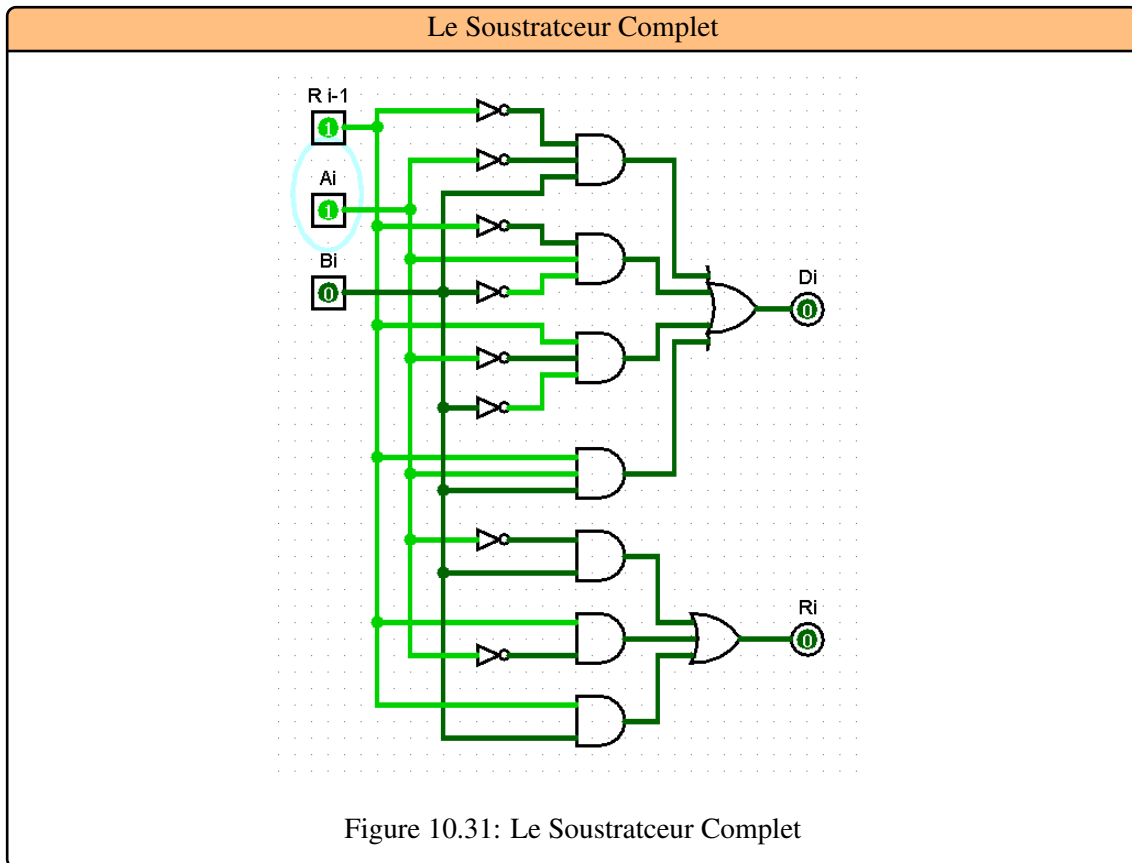 Le Soustratceur Complet
R i-1
1
Ai
1
Bi
0
Di
0
Ri
0
Figure 10.31: Le Soustratceur Complet